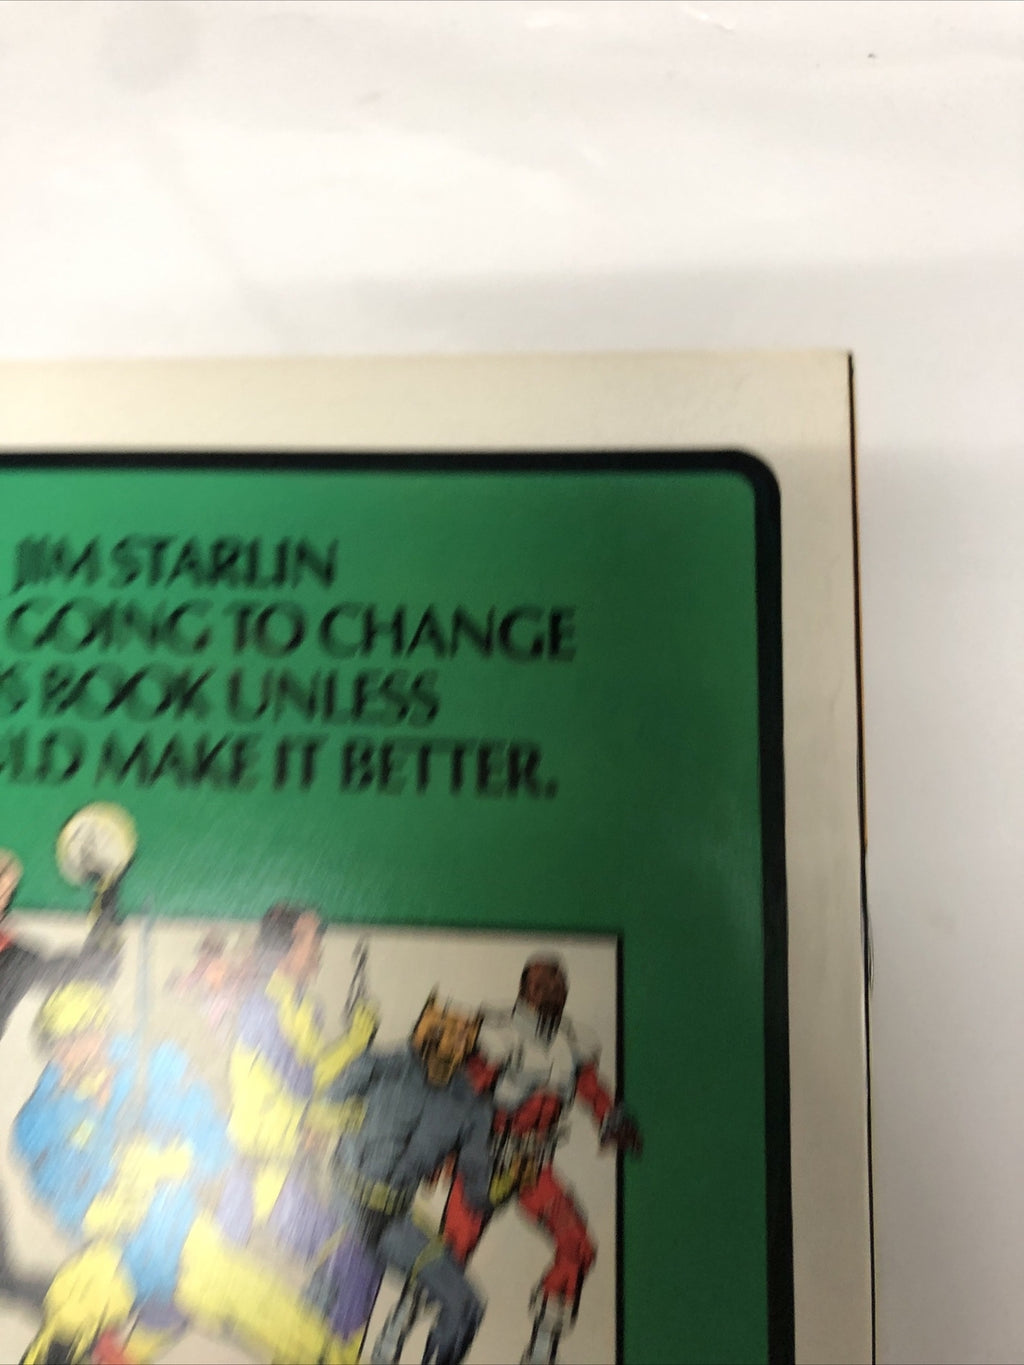 JIM STARLIN
GOING TO CHANGE
BOOK UNLESS
MAKE IT BETTER.